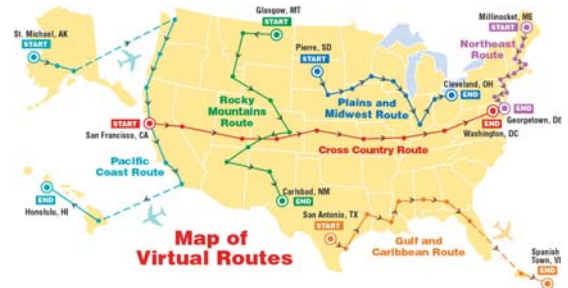 Glasgow, MT
START
Millinocket, ME
START
St. Michael, AK
START
Pierre, SD
START
Northeast
Route
Cleveland, OH
END
Rocky
Mountains
Route
Plains and
Midwest Route
START
San Francisco, CA
END
Georgetown, DE
END
Washington, DC
Cross Country Route
Pacific
Coast Route
END
Honolulu, HI
Carlsbad, NM
END
San Antonio, TX
START
Map of
Virtual Routes
Gulf and
Caribbean Route
Spanish
Town, VI
END